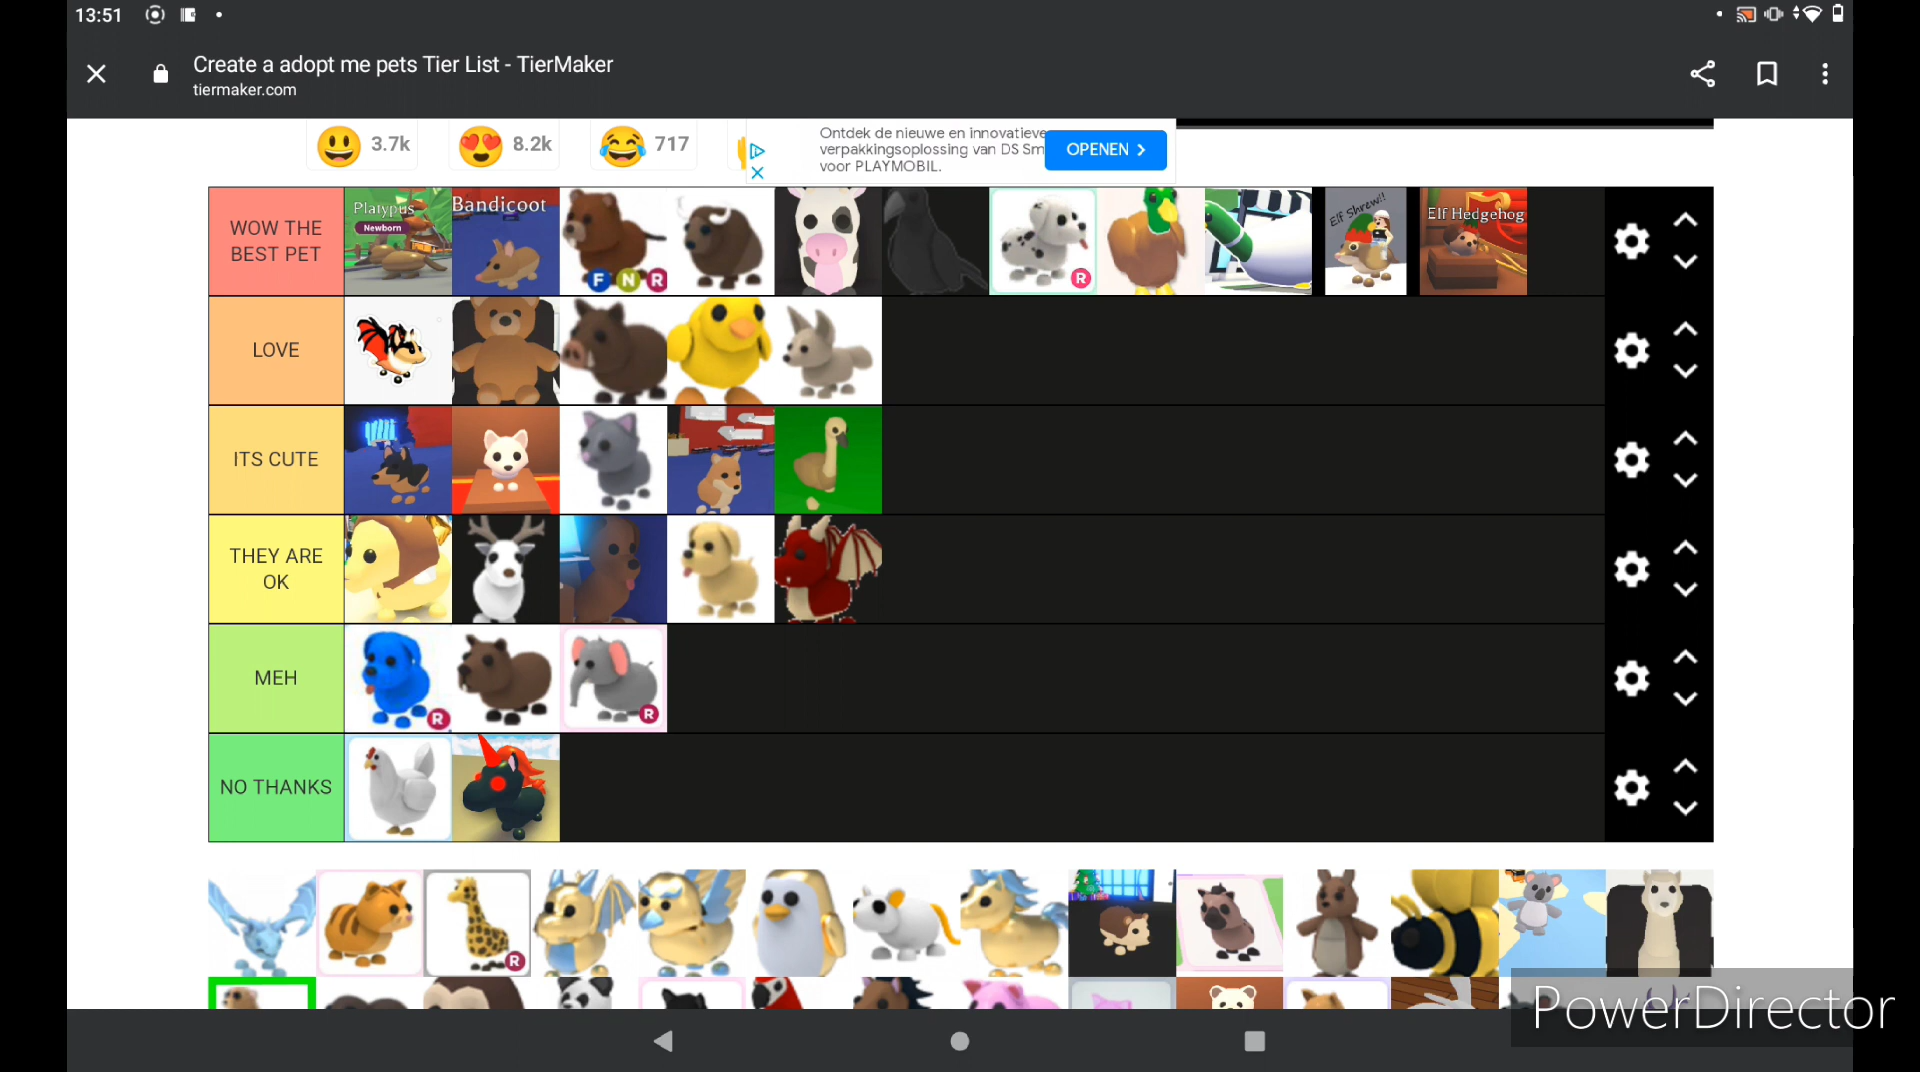 13:51
Create a adopt me pets Tier List - TierMaker
tiermaker.com
3.7k
8.2k
717
Ontdek de nieuwe en innovatieve
verpakkingsoplossing van DS Sm
voor PLAYMOBIL.
OPENEN
WOW THE
BEST PET
Platypus
Newborn
Bandicoot
F N R
R
Elf Shrew!!
Elf Hedgehog
LOVE
ITS CUTE
THEY ARE
OK
MEH
R
R
NO THANKS
R
PowerDirector